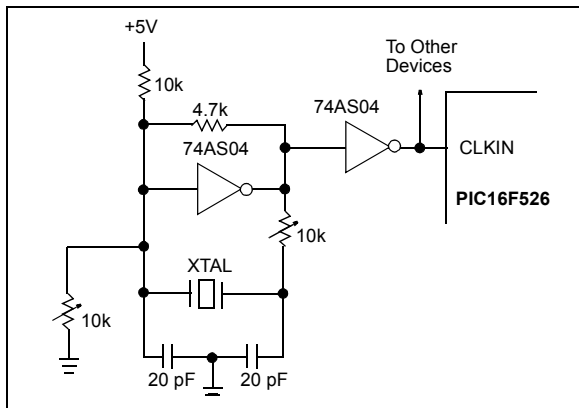 +5V
To Other
Devices
10k
4.7k
74AS04
74AS04
CLKIN
PIC16F526
10k
XTAL
10k
20 pF
20 pF